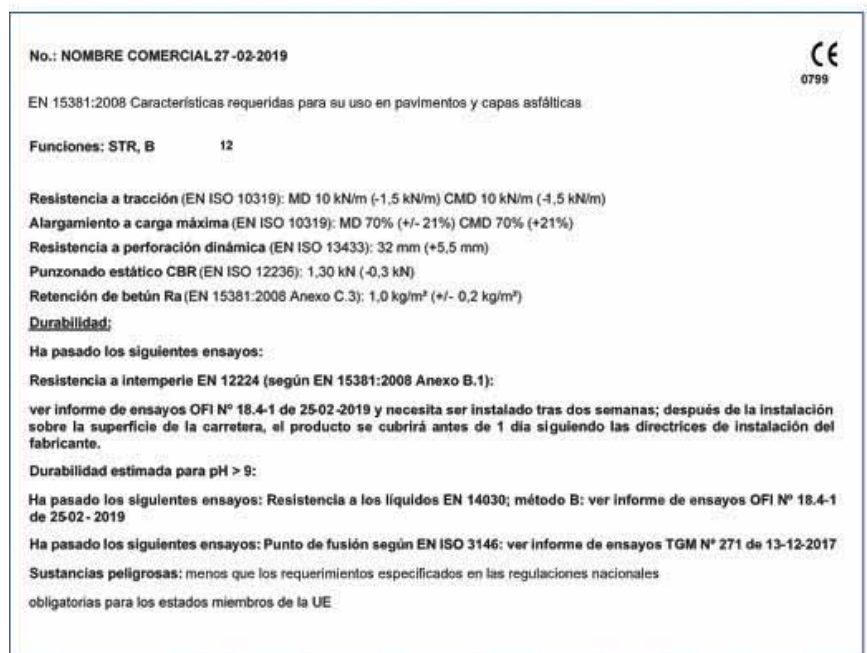 No.: NOMBRE COMERCIAL 27-02-2019
CE
0799
EN 15381:2008 Características requeridas para su uso en pavimentos y capas asfálticas
Funciones: STR, B 12
Resistencia a tracción (EN ISO 10319): MD 10 kN/m (-1,5 kN/m) CMD 10 kN/m (-1,5 kN/m)
Alargamiento a carga máxima (EN ISO 10319): MD 70% (+/- 21%) CMD 70% (+21%)
Resistencia a perforación dinámica (EN ISO 13433): 32 mm (+5,5 mm)
Punzonado estático CBR (EN ISO 12236): 1,30 kN (-0,3 kN)
Retención de betún Ra (EN 15381:2008 Anexo C.3): 1,0 kg/m² (+/- 0,2 kg/m²)
Durabilidad:
Ha pasado los siguientes ensayos:
Resistencia a intemperie EN 12224 (según EN 15381:2008 Anexo B.1):
ver informe de ensayos OFI Nº 18.4-1 de 25-02-2019 y necesita ser instalado tras dos semanas; después de la instalación
sobre la superficie de la carretera, el producto se cubrirá antes de 1 día siguiendo las directrices de instalación del
fabricante.
Durabilidad estimada para pH > 9:
Ha pasado los siguientes ensayos: Resistencia a los líquidos EN 14030; método B: ver informe de ensayos OFI Nº 18.4-1
de 25-02-2019
Ha pasado los siguientes ensayos: Punto de fusión según EN ISO 3146: ver informe de ensayos TGM Nº 271 de 13-12-2017
Sustancias peligrosas: menos que los requerimientos especificados en las regulaciones nacionales
obligatorias para los estados miembros de la UE